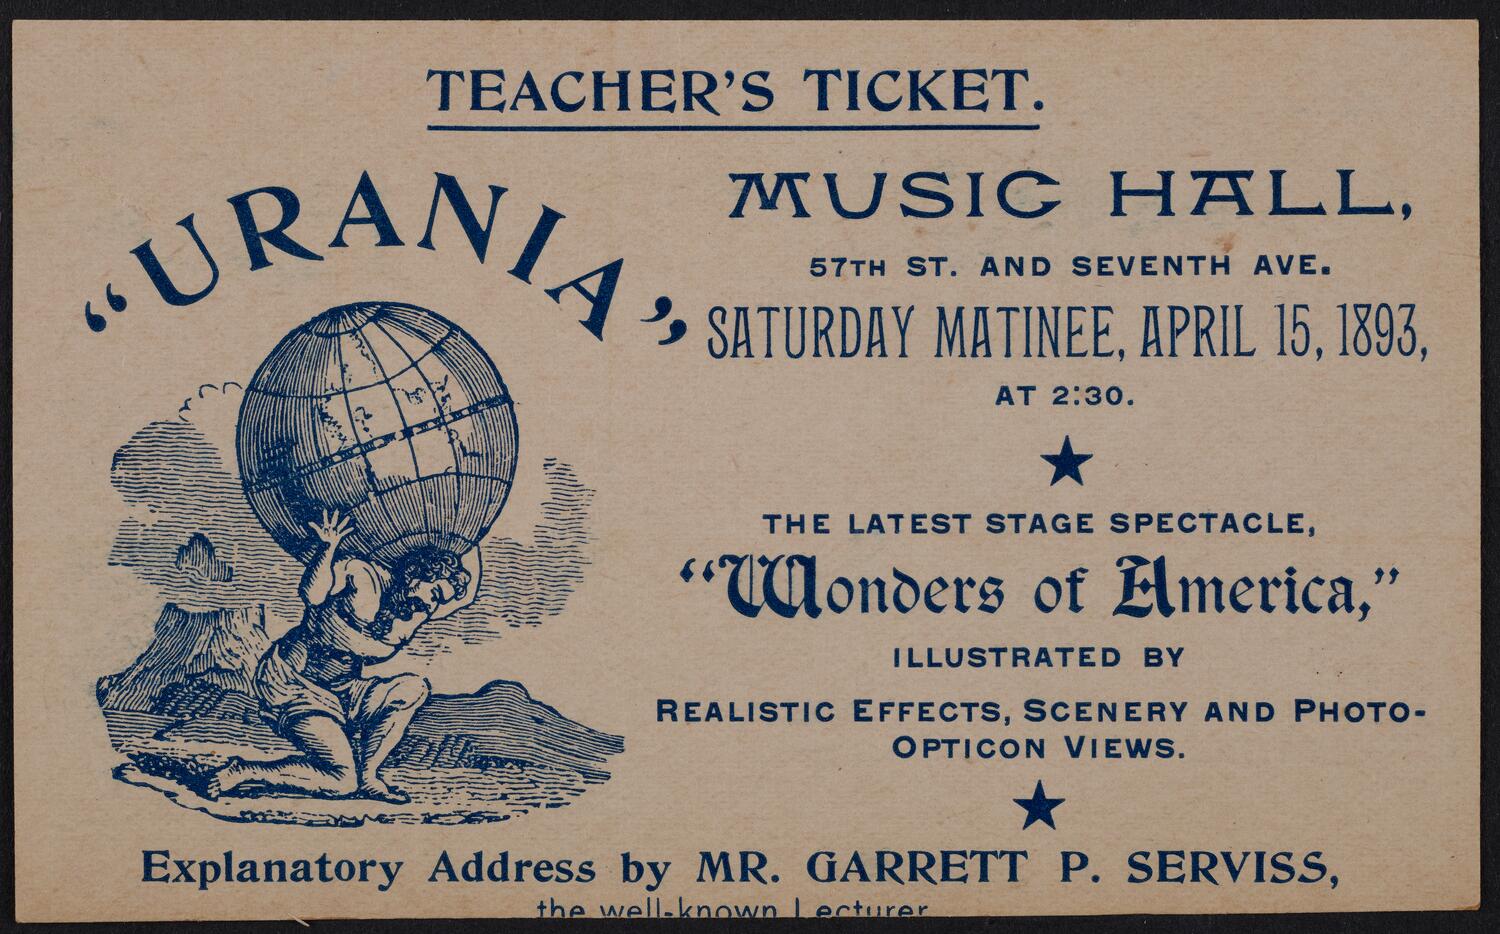 TEACHER'S TICKET.
"URANIA"
MUSIC HALL,
57TH ST. AND SEVENTH AVE.
SATURDAY MATINEE, APRIL 15, 1893,
AT 2:30.
THE LATEST STAGE SPECTACLE,
"Wonders of America,"
ILLUSTRATED BY
REALISTIC EFFECTS, SCENERY AND PHOTO-
OPTICON VIEWS.
Explanatory Address by MR. GARRETT P. SERVISS,
the well-known Lecturer